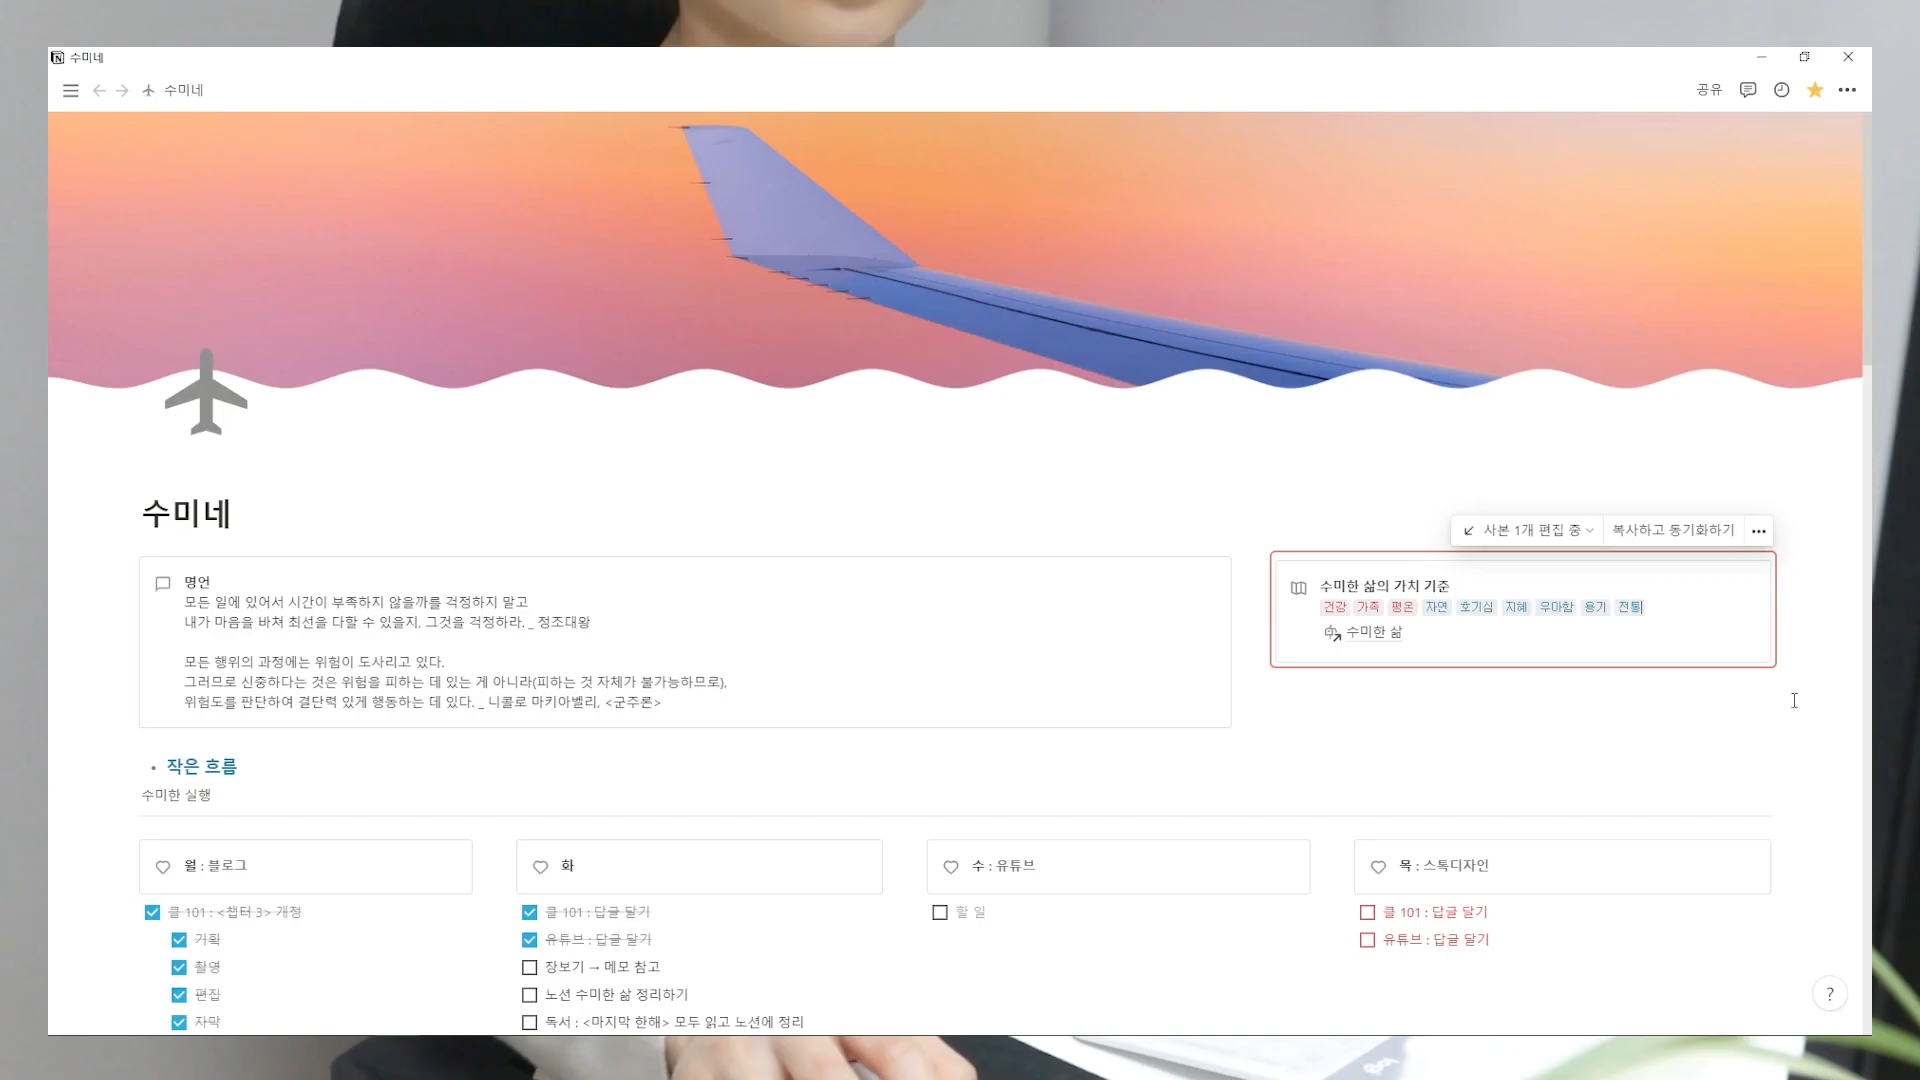 수미네
수미네
공유
수미네
사본 1개 편집 중
복사하고 동기화하기
명언
모든 일에 있어서 시간이 부족하지 않을까를 걱정하지 말고
내가 마음을 바쳐 최선을 다할 수 있을지, 그것을 걱정하라. _ 정조대왕
모든 행위의 과정에는 위험이 도사리고 있다.
그러므로 신중하다는 것은 위험을 피하는 데 있는 게 아니라(피하는 것 자체가 불가능하므로),
위험도를 판단하여 결단력 있게 행동하는 데 있다. _ 니콜로 마키아벨리, <군주론>
수미한 삶의 가치 기준
건강 가족 평온 자연 호기심 지혜 우아함 용기 전통
수미한 삶
• 작은 흐름
수미한 실행
월 : 블로그
클 101 : <챕터 3> 개정
기획
촬영
편집
자막
화
클 101 : 답글 달기
유튜브 : 답글 달기
장보기 → 메모 참고
노션 수미한 삶 정리하기
독서 : <마지막 한해> 모두 읽고 노션에 정리
수 : 유튜브
할 일
목 : 스톡디자인
클 101 : 답글 달기
유튜브 : 답글 달기
?